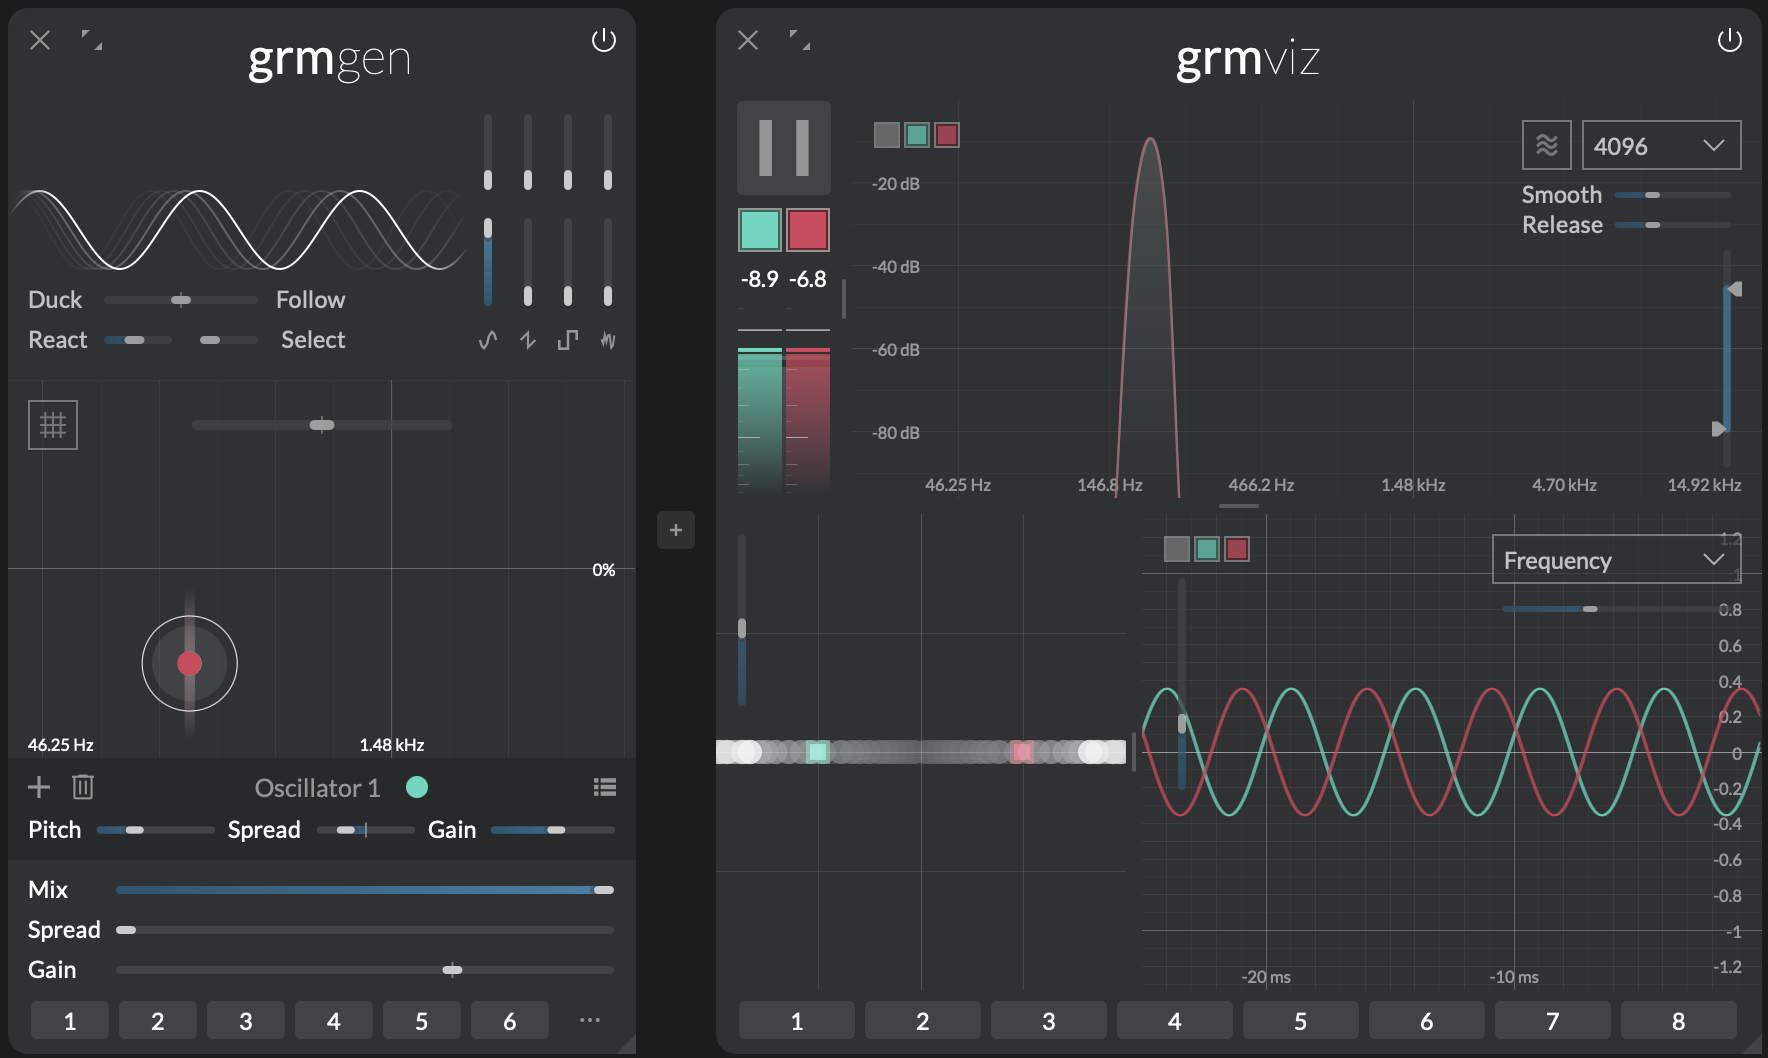 grmgen
Duck
Follow
React
Select
0%
46.25 Hz
1.48 kHz
Oscillator 1
Pitch
Spread
Gain
Mix
Spread
Gain
1
2
3
4
5
6
...
+
grmviz
4096
Smooth
Release
-8.9
-6.8
-20 dB
-40 dB
-60 dB
-80 dB
46.25 Hz
146.8 Hz
466.2 Hz
1.48 kHz
4.70 kHz
14.92 kHz
Frequency
1.2
1
0.8
0.6
0.4
0.2
0
-0.2
-0.4
-0.6
-0.8
-1
-1.2
-20 ms
-10 ms
1
2
3
4
5
6
7
8